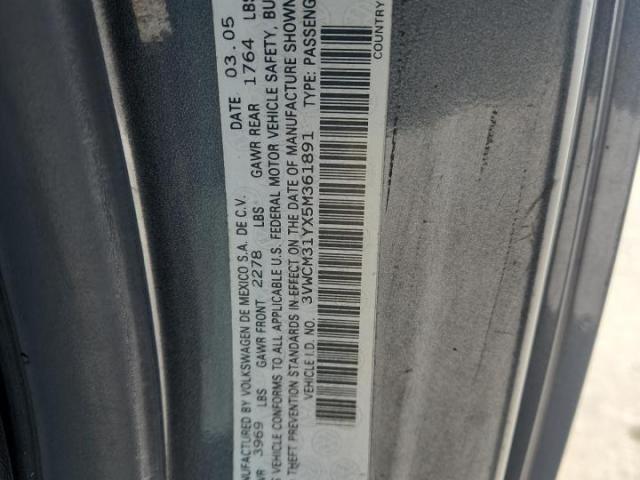 NUFACTURED BY VOLKSWAGEN DE MEXICO S.A. DE C.V. DATE 03.05
WR 3969 LBS GAWR FRONT 2278 LBS GAWR REAR 1764 LBS
S VEHICLE CONFORMS TO ALL APPLICABLE U.S. FEDERAL MOTOR VEHICLE SAFETY, BU
THEFT PREVENTION STANDARDS IN EFFECT ON THE DATE OF MANUFACTURE SHOWN
VEHICLE I.D. NO. 3VWCM31YX5M361891 TYPE: PASSENG
COUNTRY